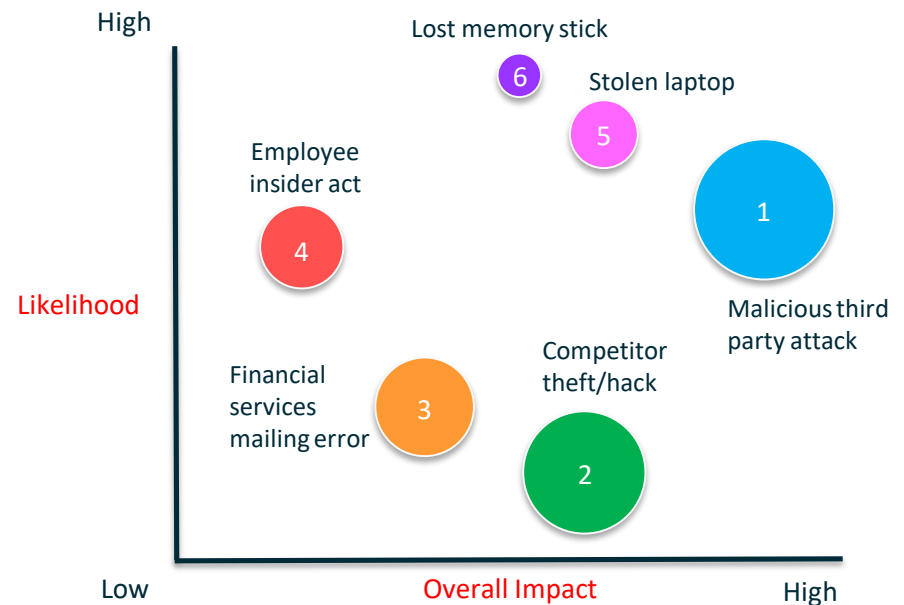 High
Lost memory stick
6
Stolen laptop
5
Employee
insider act
4
1
Likelihood
Malicious third
party attack
Competitor
theft/hack
Financial
services
mailing error
3
2
Low
Overall Impact
High